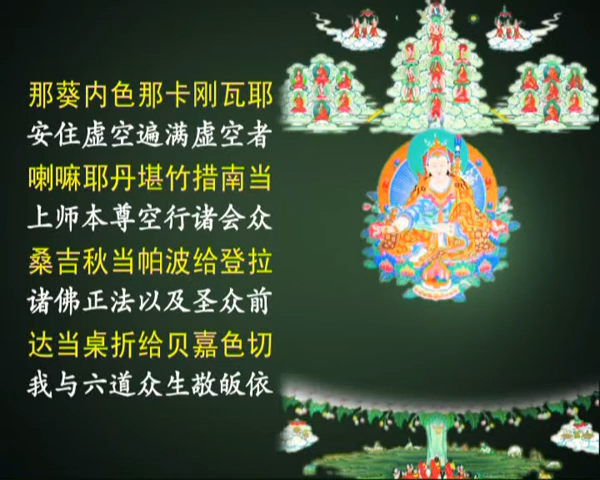 那葵内色那卡刚瓦耶
安住虚空遍满虚空者
喇嘛耶丹堪竹措南当
上师本尊空行诸会众
桑吉秋当帕波给登拉
诸佛正法以及圣众前
达当桌折给贝嘉色切
我与六道众生敬皈依